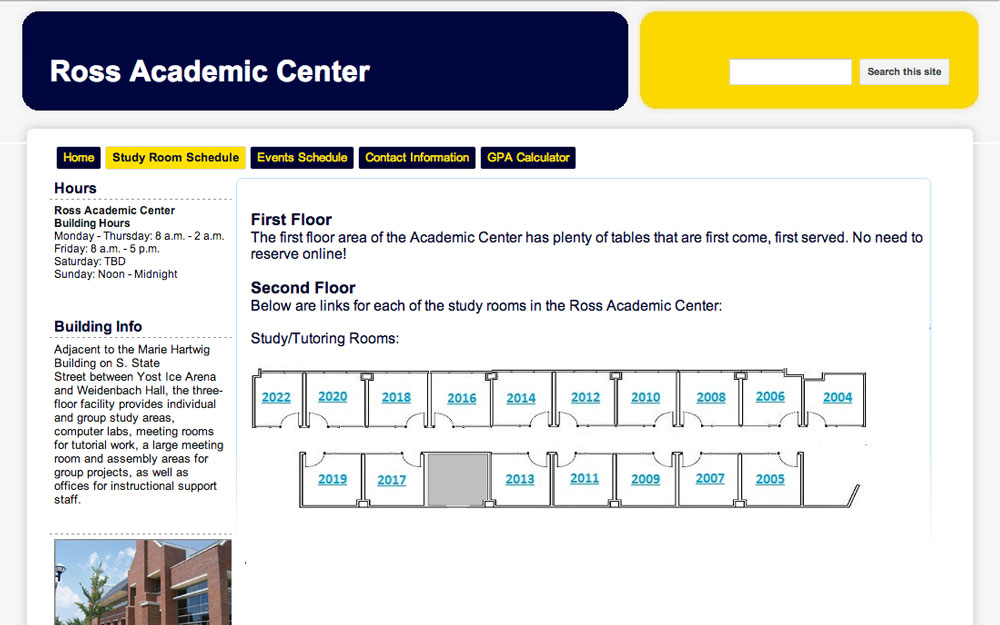 Ross Academic Center
Search this site
Home Study Room Schedule Events Schedule Contact Information GPA Calculator
Hours
Ross Academic Center
Building Hours
Monday - Thursday: 8 a.m. - 2 a.m.
Friday: 8 a.m. - 5 p.m.
Saturday: TBD
Sunday: Noon - Midnight
Building Info
Adjacent to the Marie Hartwig
Building on S. State
Street between Yost Ice Arena
and Weidenbach Hall, the three-
floor facility provides individual
and group study areas,
computer labs, meeting rooms
for tutorial work, a large meeting
room and assembly areas for
group projects, as well as
offices for instructional support
staff.
First Floor
The first floor area of the Academic Center has plenty of tables that are first come, first served. No need to
reserve online!
Second Floor
Below are links for each of the study rooms in the Ross Academic Center:
Study/Tutoring Rooms:
2022 2020 2018 2016 2014 2012 2010 2008 2006 2004
2019 2017 2013 2011 2009 2007 2005